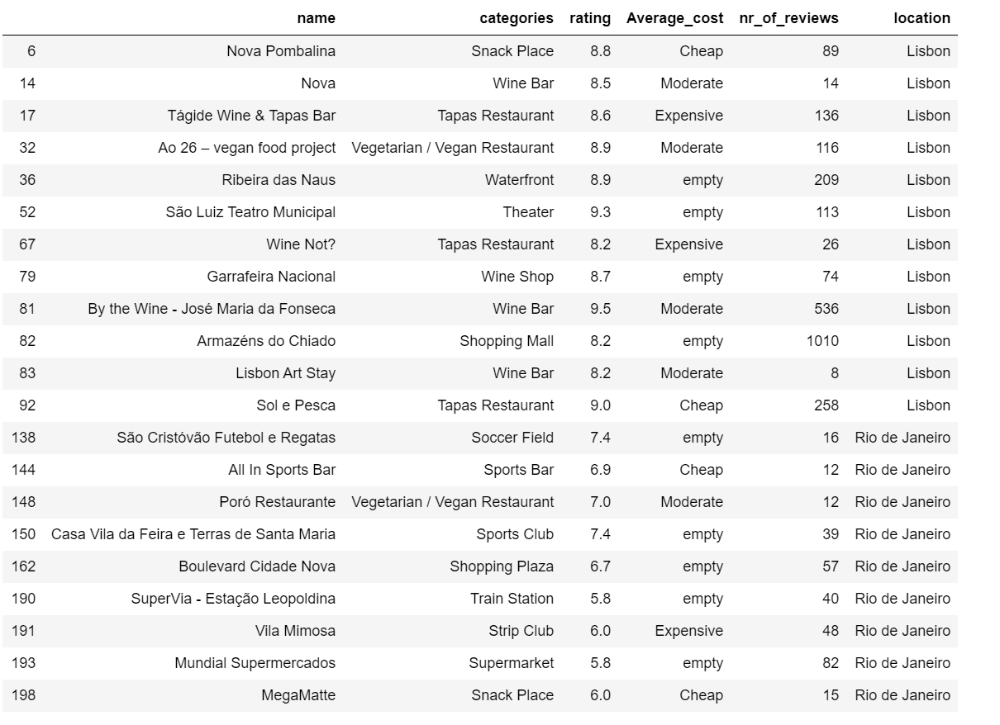 name categories rating Average_cost nr_of_reviews location
6 Nova Pombalina Snack Place 8.8 Cheap 89 Lisbon
14 Nova Wine Bar 8.5 Moderate 14 Lisbon
17 Tágide Wine & Tapas Bar Tapas Restaurant 8.6 Expensive 136 Lisbon
32 Ao 26 – vegan food project Vegetarian / Vegan Restaurant 8.9 Moderate 116 Lisbon
36 Ribeira das Naus Waterfront 8.9 empty 209 Lisbon
52 São Luiz Teatro Municipal Theater 9.3 empty 113 Lisbon
67 Wine Not? Tapas Restaurant 8.2 Expensive 26 Lisbon
79 Garrafeira Nacional Wine Shop 8.7 empty 74 Lisbon
81 By the Wine - José Maria da Fonseca Wine Bar 9.5 Moderate 536 Lisbon
82 Armazéns do Chiado Shopping Mall 8.2 empty 1010 Lisbon
83 Lisbon Art Stay Wine Bar 8.2 Moderate 8 Lisbon
92 Sol e Pesca Tapas Restaurant 9.0 Cheap 258 Lisbon
138 São Cristóvão Futebol e Regatas Soccer Field 7.4 empty 16 Rio de Janeiro
144 All In Sports Bar Sports Bar 6.9 Cheap 12 Rio de Janeiro
148 Poró Restaurante Vegetarian / Vegan Restaurant 7.0 Moderate 12 Rio de Janeiro
150 Casa Vila da Feira e Terras de Santa Maria Sports Club 7.4 empty 39 Rio de Janeiro
162 Boulevard Cidade Nova Shopping Plaza 6.7 empty 57 Rio de Janeiro
190 SuperVia - Estação Leopoldina Train Station 5.8 empty 40 Rio de Janeiro
191 Vila Mimosa Strip Club 6.0 Expensive 48 Rio de Janeiro
193 Mundial Supermercados Supermarket 5.8 empty 82 Rio de Janeiro
198 MegaMatte Snack Place 6.0 Cheap 15 Rio de Janeiro